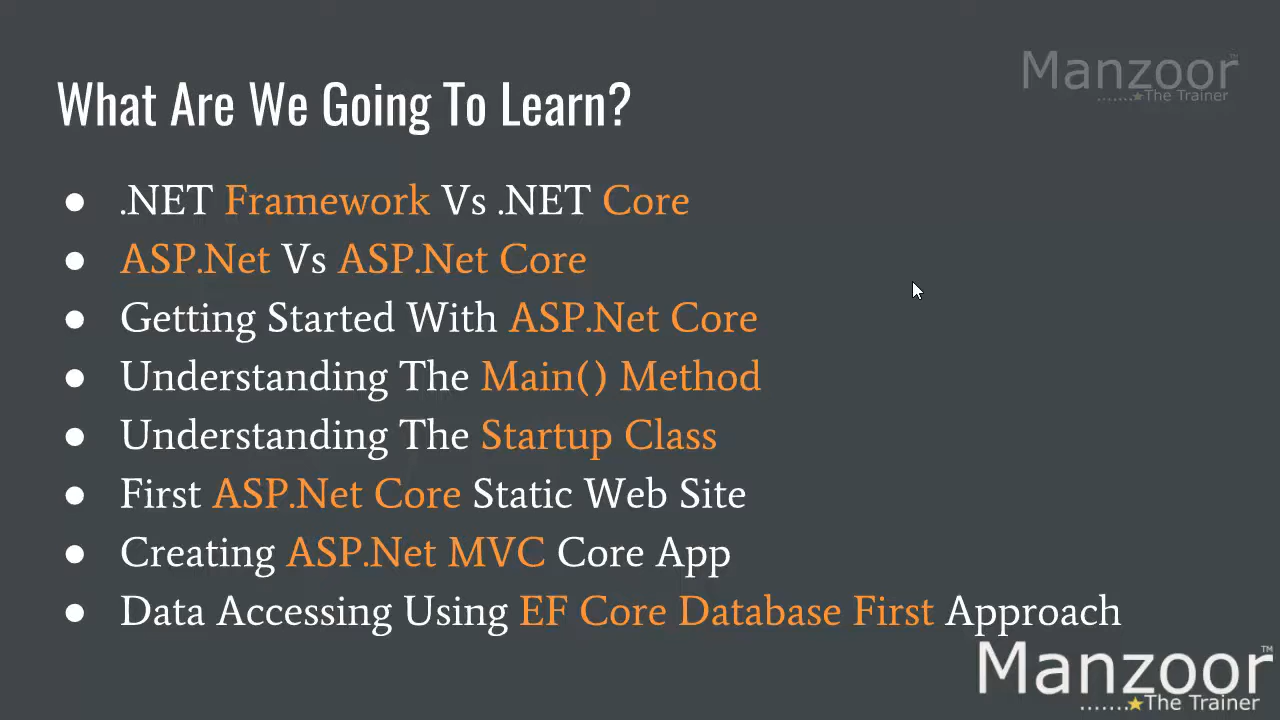 Manzoor™
.......★The Trainer
What Are We Going To Learn?
● .NET Framework Vs .NET Core
● ASP.Net Vs ASP.Net Core
● Getting Started With ASP.Net Core
● Understanding The Main() Method
● Understanding The Startup Class
● First ASP.Net Core Static Web Site
● Creating ASP.Net MVC Core App
● Data Accessing Using EF Core Database First Approach
Manzoor™
.......★The Trainer